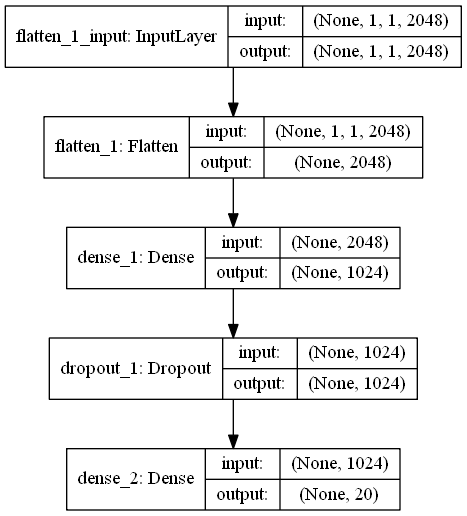 flatten_1_input: InputLayer
input: (None, 1, 1, 2048)
output: (None, 1, 1, 2048)
flatten_1: Flatten
input: (None, 1, 1, 2048)
output: (None, 2048)
dense_1: Dense
input: (None, 2048)
output: (None, 1024)
dropout_1: Dropout
input: (None, 1024)
output: (None, 1024)
dense_2: Dense
input: (None, 1024)
output: (None, 20)